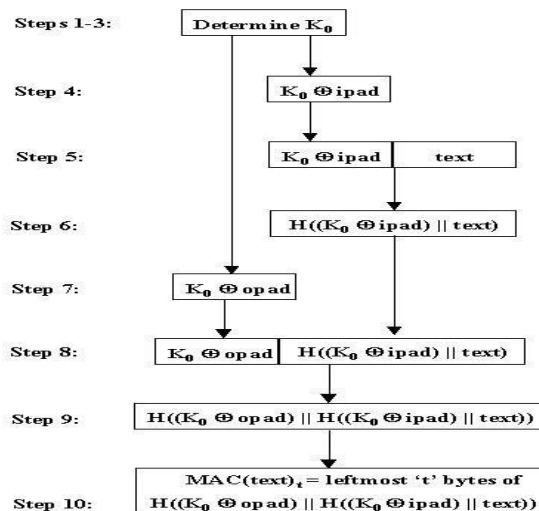 Steps 1-3: Determine K₀
Step 4: K₀ ⊕ ipad
Step 5: K₀ ⊕ ipad text
Step 6: H((K₀ ⊕ ipad) || text)
Step 7: K₀ ⊕ opad
Step 8: K₀ ⊕ opad H((K₀ ⊕ ipad) || text)
Step 9: H((K₀ ⊕ opad) || H((K₀ ⊕ ipad) || text))
MAC(text)ₜ = leftmost ‘t’ bytes of
Step 10: H((K₀ ⊕ opad) || H((K₀ ⊕ ipad) || text))